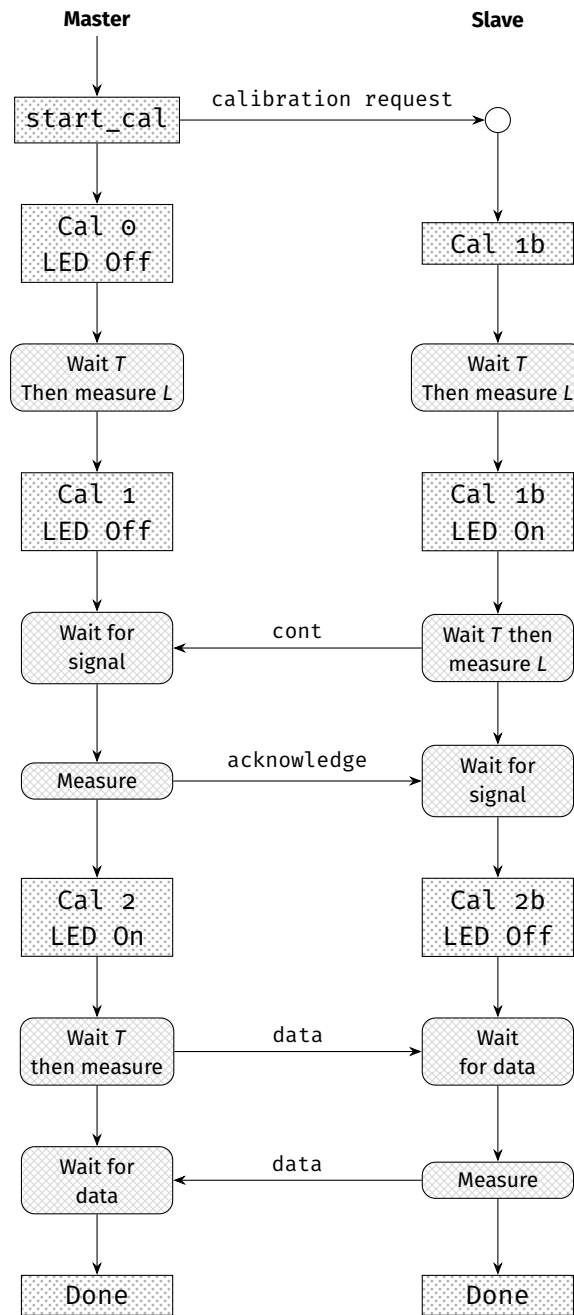 Master
Slave
start_cal
calibration request
Cal 0
LED Off
Cal 1b
Wait T
Then measure L
Wait T
Then measure L
Cal 1
LED Off
Cal 1b
LED On
Wait for
signal
cont
Wait T then
measure L
Measure
acknowledge
Wait for
signal
Cal 2
LED On
Cal 2b
LED Off
Wait T
then measure
data
Wait
for data
Wait for
data
data
Measure
Done
Done